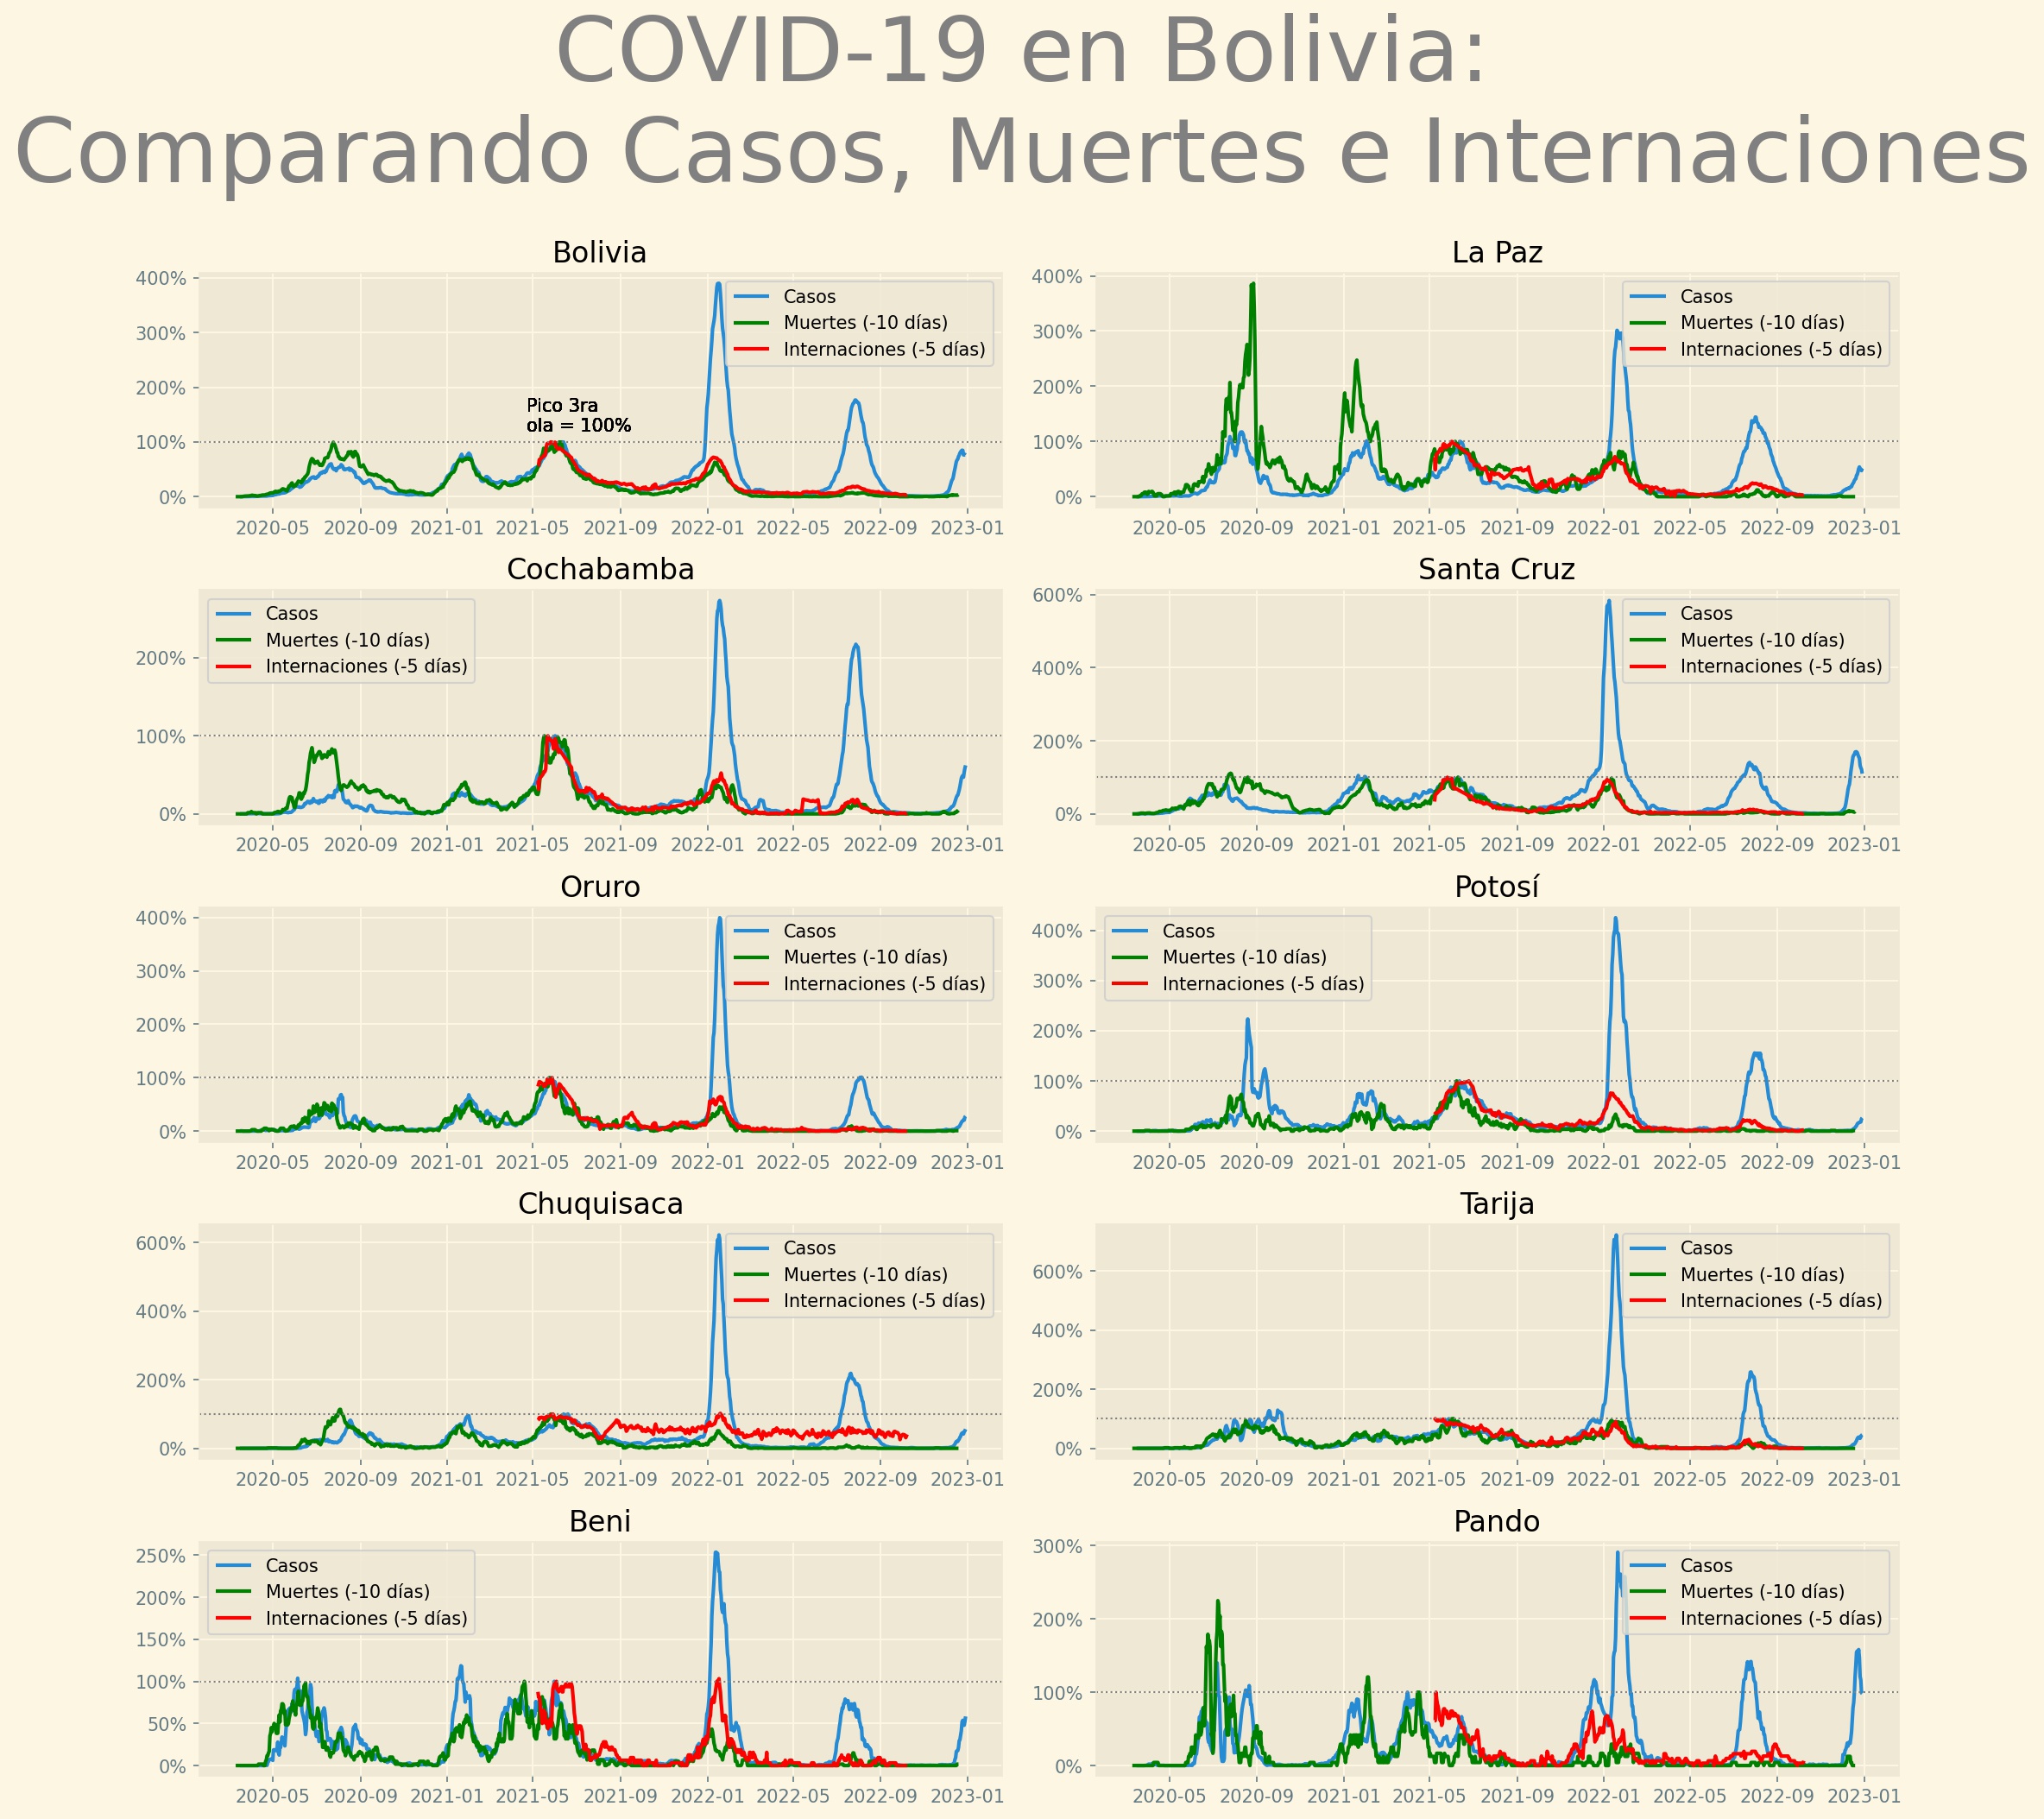 COVID-19 en Bolivia:
Comparando Casos, Muertes e Internaciones
Bolivia
400%
300%
200%
100%
0%
Casos
Muertes (-10 días)
Internaciones (-5 días)
Pico 3ra
ola = 100%
2020-05 2020-09 2021-01 2021-05 2021-09 2022-01 2022-05 2022-09 2023-01
La Paz
400%
300%
200%
100%
0%
Casos
Muertes (-10 días)
Internaciones (-5 días)
2020-05 2020-09 2021-01 2021-05 2021-09 2022-01 2022-05 2022-09 2023-01
Cochabamba
200%
100%
0%
Casos
Muertes (-10 días)
Internaciones (-5 días)
2020-05 2020-09 2021-01 2021-05 2021-09 2022-01 2022-05 2022-09 2023-01
Santa Cruz
600%
400%
200%
0%
Casos
Muertes (-10 días)
Internaciones (-5 días)
2020-05 2020-09 2021-01 2021-05 2021-09 2022-01 2022-05 2022-09 2023-01
Oruro
400%
300%
200%
100%
0%
Casos
Muertes (-10 días)
Internaciones (-5 días)
2020-05 2020-09 2021-01 2021-05 2021-09 2022-01 2022-05 2022-09 2023-01
Potosí
400%
300%
200%
100%
0%
Casos
Muertes (-10 días)
Internaciones (-5 días)
2020-05 2020-09 2021-01 2021-05 2021-09 2022-01 2022-05 2022-09 2023-01
Chuquisaca
600%
400%
200%
0%
Casos
Muertes (-10 días)
Internaciones (-5 días)
2020-05 2020-09 2021-01 2021-05 2021-09 2022-01 2022-05 2022-09 2023-01
Tarija
600%
400%
200%
0%
Casos
Muertes (-10 días)
Internaciones (-5 días)
2020-05 2020-09 2021-01 2021-05 2021-09 2022-01 2022-05 2022-09 2023-01
Beni
250%
200%
150%
100%
50%
0%
Casos
Muertes (-10 días)
Internaciones (-5 días)
2020-05 2020-09 2021-01 2021-05 2021-09 2022-01 2022-05 2022-09 2023-01
Pando
300%
200%
100%
0%
Casos
Muertes (-10 días)
Internaciones (-5 días)
2020-05 2020-09 2021-01 2021-05 2021-09 2022-01 2022-05 2022-09 2023-01